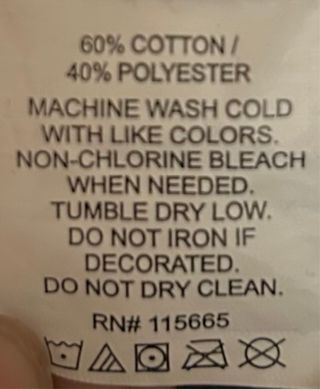 60% COTTON /
40% POLYESTER
MACHINE WASH COLD
WITH LIKE COLORS.
NON-CHLORINE BLEACH
WHEN NEEDED.
TUMBLE DRY LOW.
DO NOT IRON IF
DECORATED.
DO NOT DRY CLEAN.
RN# 115665